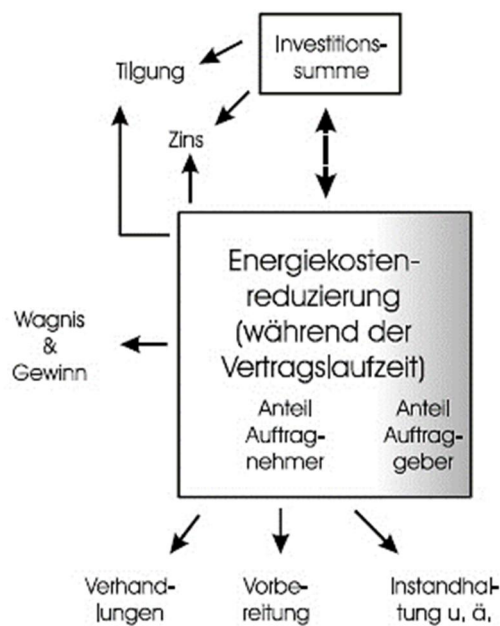 Investitions-
summe
Tilgung
Zins
Energiekosten-
reduzierung
(während der
Vertragslaufzeit)
Wagnis
&
Gewinn
Anteil
Auftrag-
nehmer
Anteil
Auftrag-
geber
Verhand-
lungen
Vorbe-
reitung
Instandhal-
tung u. ä.